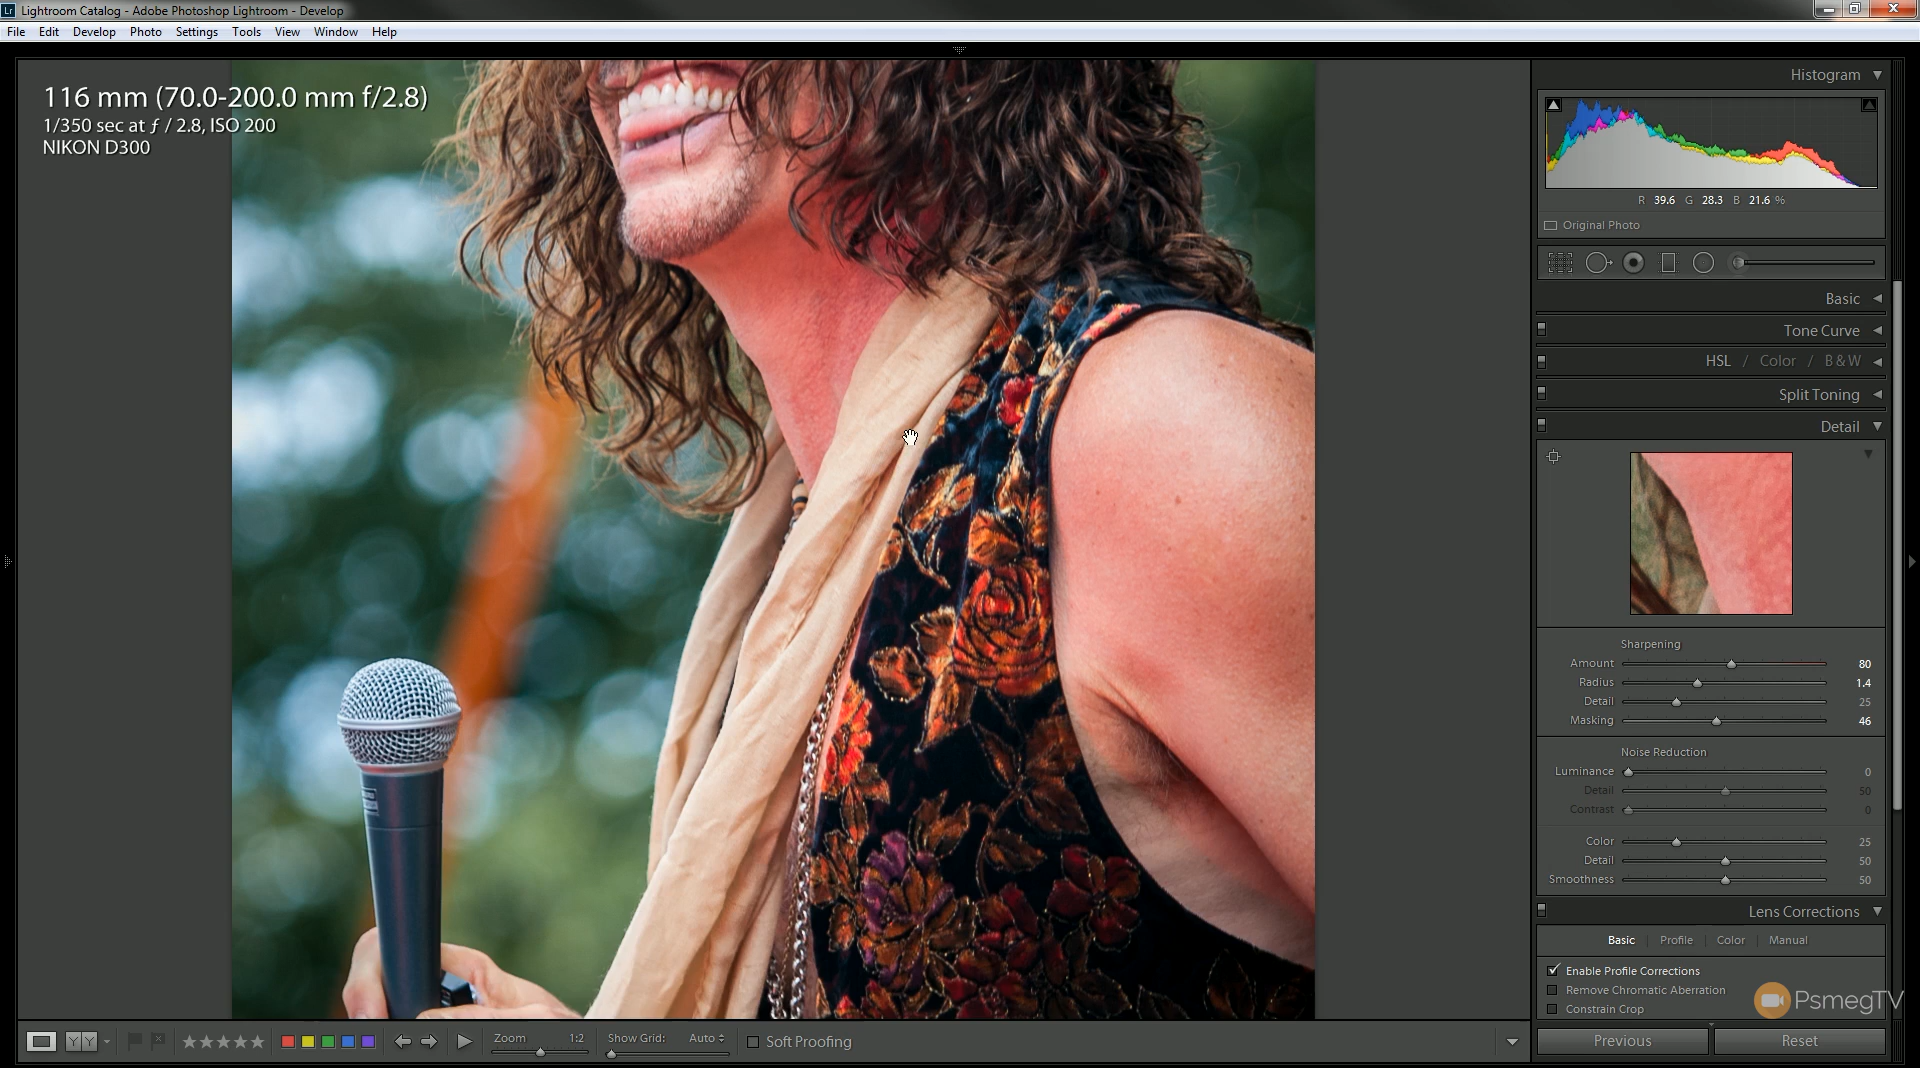 Lightroom Catalog - Adobe Photoshop Lightroom - Develop
File Edit Develop Photo Settings Tools View Window Help
116 mm (70.0-200.0 mm f/2.8)
1/350 sec at ƒ / 2.8, ISO 200
NIKON D300
Histogram
R 39.6 G 28.3 B 21.6 %
Original Photo
Basic
Tone Curve
HSL / Color / B & W
Split Toning
Detail
Sharpening
Amount 80
Radius 1.4
Detail 25
Masking 46
Noise Reduction
Luminance 0
Detail 50
Contrast 0
Color 25
Detail 50
Smoothness 50
Lens Corrections
Basic Profile Color Manual
Enable Profile Corrections
Remove Chromatic Aberration
Constrain Crop
PsmegTV
Y Y Zoom 1:2 Show Grid: Auto Soft Proofing
Previous Reset